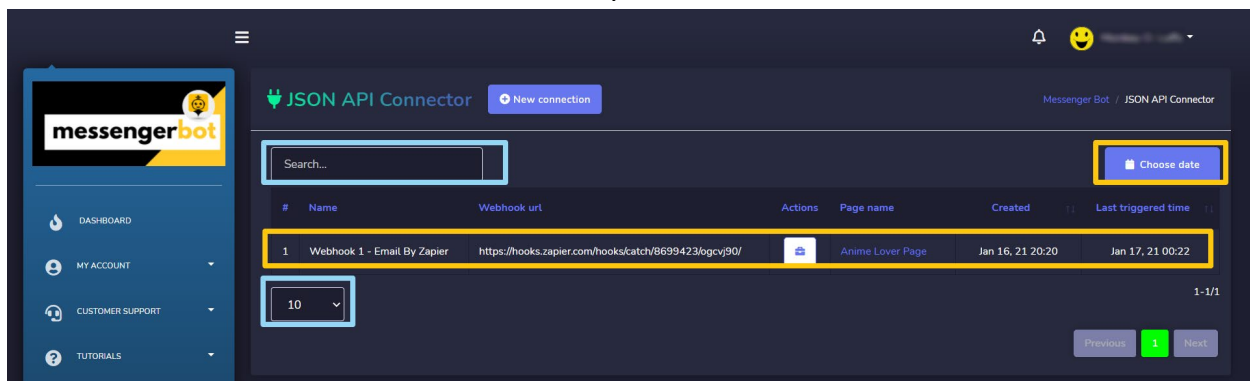 messengerbot
DASHBOARD
MY ACCOUNT
CUSTOMER SUPPORT
TUTORIALS
JSON API Connector
New connection
Messenger Bot / JSON API Connector
Search...
Choose date
# Name Webhook url Actions Page name Created Last triggered time
1 Webhook 1 - Email By Zapier https://hooks.zapier.com/hooks/catch/8699423/ogcvj90/ Anime Lover Page Jan 16, 21 20:20 Jan 17, 21 00:22
10
1-1/1
Previous 1 Next